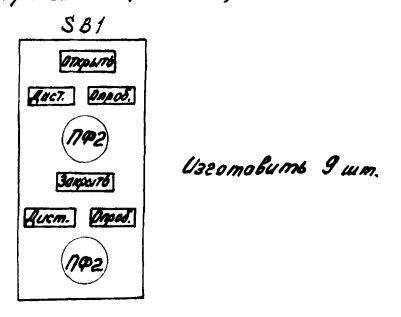 SB1
Открыть
Дист. Опроб.
ПФ2
Закрыть
Дист. Опроб.
ПФ2
Изготовить 9 шт.